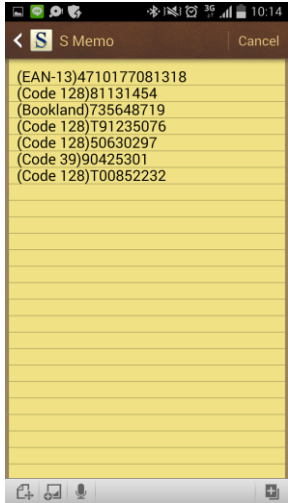 3G 10:14
S S Memo Cancel
(EAN-13)4710177081318
(Code 128)81131454
(Bookland)735648719
(Code 128)T91235076
(Code 128)50630297
(Code 39)90425301
(Code 128)T00852232